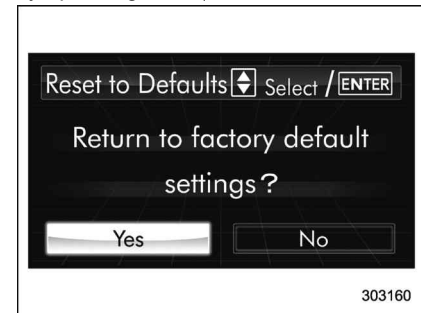 Reset to Defaults Select / ENTER
Return to factory default
settings?
Yes No
303160